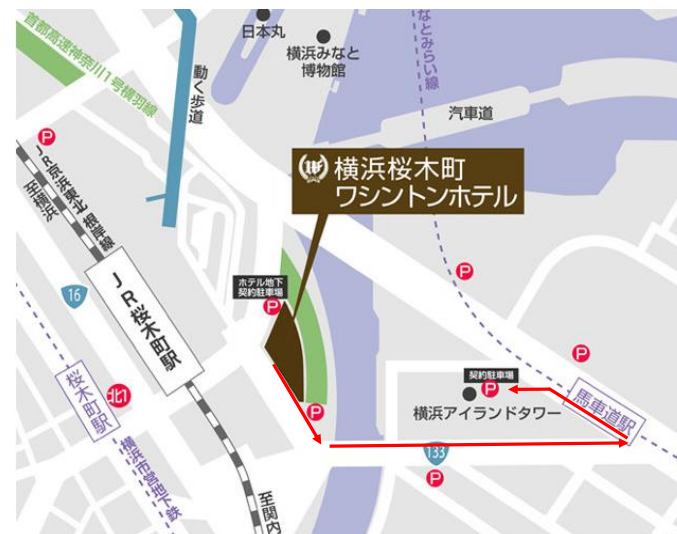 日本丸
横浜みなと
博物館
みなとみらい線
首都高速神奈川1号横羽線
動く歩道
汽車道
P
JR京浜東北・根岸線
至横浜
横浜桜木町
ワシントンホテル
P
ホテル地下
契約駐車場
P
16
JR桜木町駅
P
契約駐車場
P
桜木町駅
北1
馬車道駅
P
横浜アイランドタワー
133
横浜市営地下鉄
P
至関内